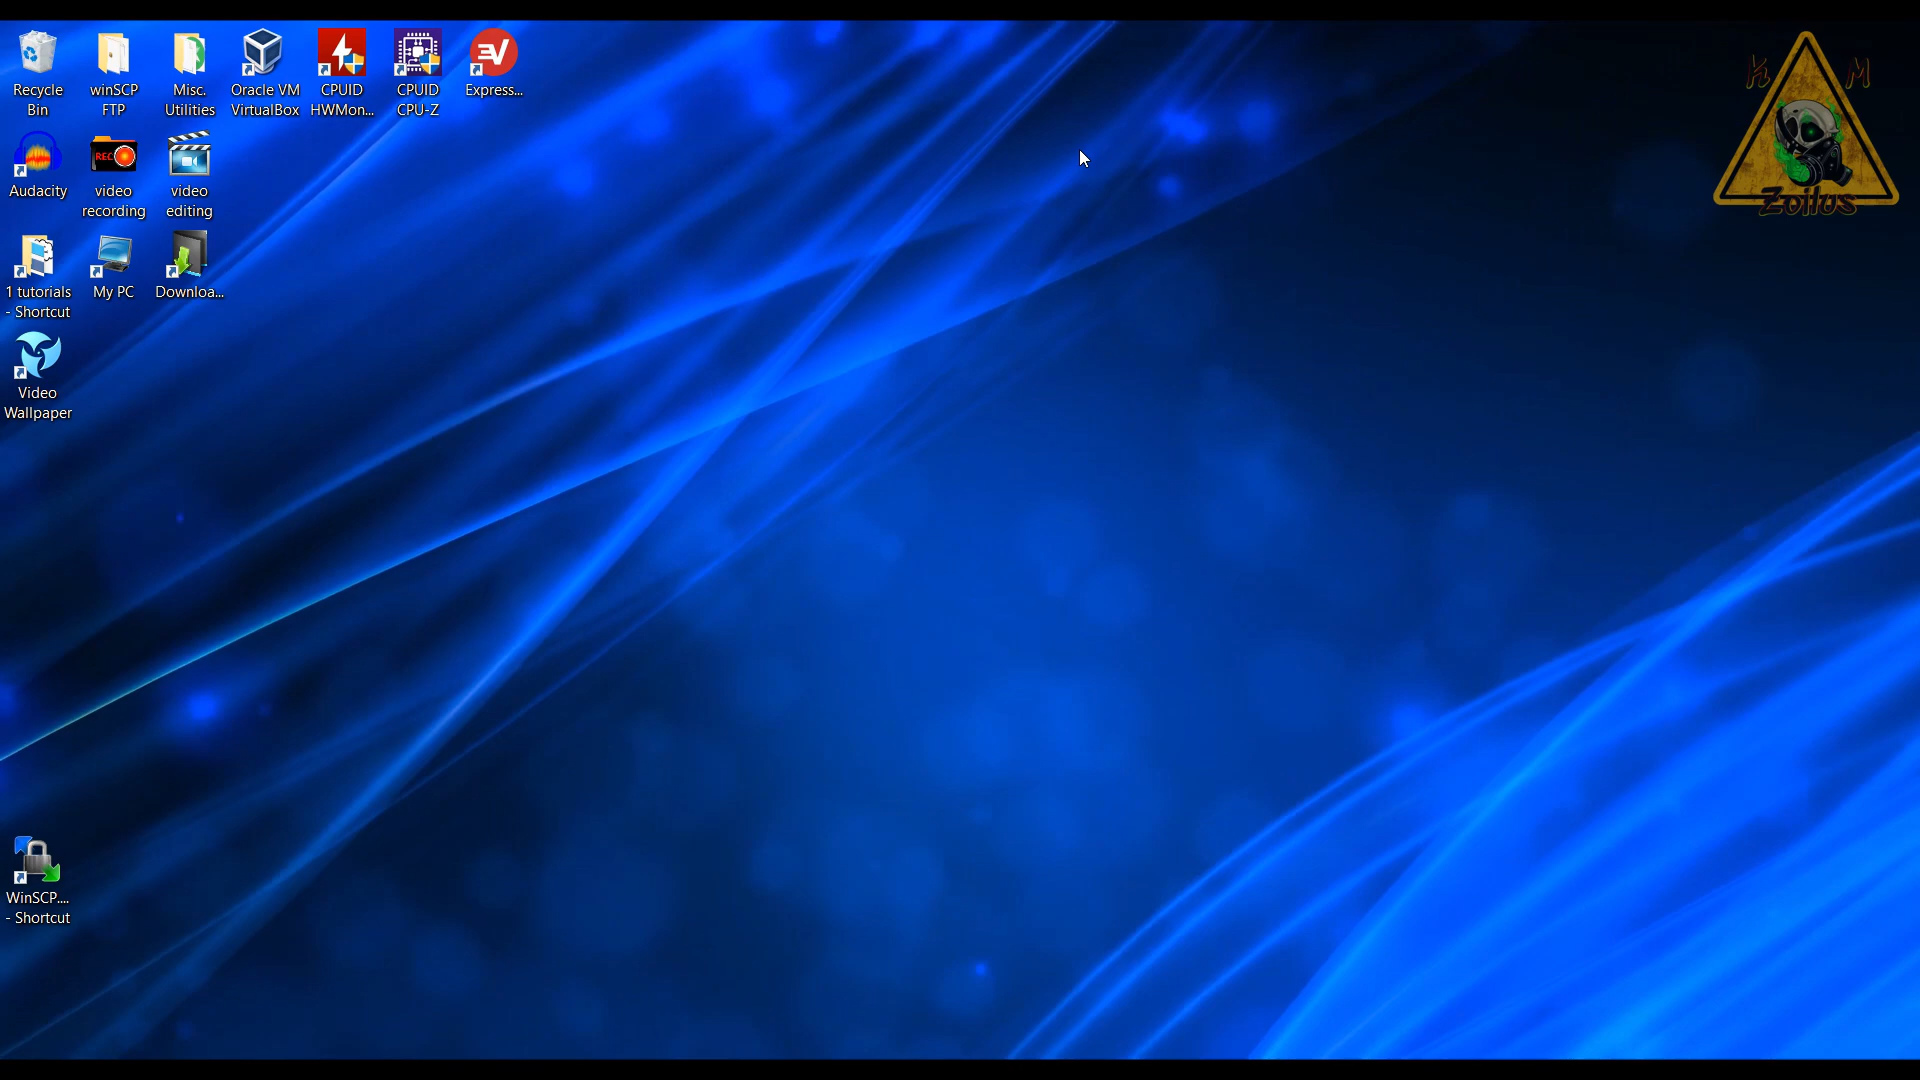 Recycle
Bin
winSCP
FTP
Misc.
Utilities
Oracle VM
VirtualBox
CPUID
HWMon...
CPUID
CPU-Z
Express...
Audacity
REC
video
recording
video
editing
1 tutorials
- Shortcut
My PC
Downloa...
Video
Wallpaper
WinSCP....
- Shortcut
K M
Zoilus